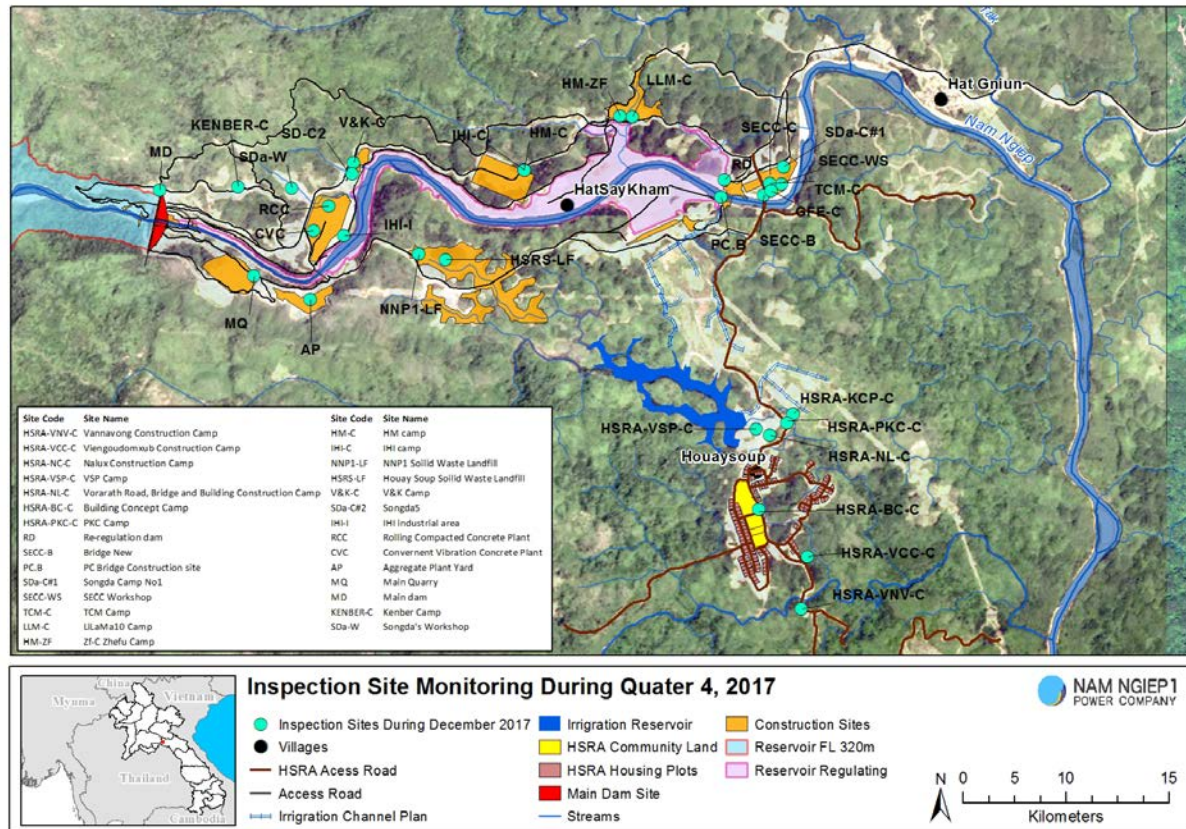 Hat Gniun
Nam Ngiep
HM-ZF
LLM-C
KENBER-C
SD-C2
V&K-C
IHI-C
HM-C
SECC-C
SDa-C#1
MD
SDa-W
RD
SECC-WS
HatSayKham
TCM-C
RCC
GFE-C
CVC
IHI-I
PC.B
SECC-B
HSRS-LF
NNP1-LF
MQ
AP
HSRA-KCP-C
HSRA-VSP-C
HSRA-PKC-C
Houaysoup
HSRA-NL-C
HSRA-BC-C
HSRA-VCC-C
HSRA-VNV-C
Site Code Site Name Site Code Site Name
HSRA-VNV-C Vannavong Construction Camp HM-C HM camp
HSRA-VCC-C Viengoudomxub Construction Camp IHI-C IHI camp
HSRA-NC-C Nalux Construction Camp NNP1-LF NNP1 Soilid Waste Landfill
HSRA-VSP-C VSP Camp HSRS-LF Houay Soup Soilid Waste Landfill
HSRA-NL-C Vorarath Road, Bridge and Building Construction Camp V&K-C V&K Camp
HSRA-BC-C Building Concept Camp SDa-C#2 Songda5
HSRA-PKC-C PKC Camp IHI-I IHI industrial area
RD Re-regulation dam RCC Rolling Compacted Concrete Plant
SECC-B Bridge New CVC Convernent Vibration Concrete Plant
PC.B PC Bridge Construction site AP Aggregate Plant Yard
SDa-C#1 Songda Camp No1 MQ Main Quarry
SECC-WS SECC Workshop MD Main dam
TCM-C TCM Camp KENBER-C Kenber Camp
LLM-C LiLaMa10 Camp SDa-W Songda's Workshop
HM-ZF Zf-C Zhefu Camp
China
Myanma
Vietnam
Thailand
Cambodia
Inspection Site Monitoring During Quater 4, 2017
NAM NGIEP1
POWER COMPANY
Inspection Sites During December 2017 Irrigration Reservoir Construction Sites
Villages HSRA Community Land Reservoir FL 320m
HSRA Acess Road HSRA Housing Plots Reservoir Regulating
Access Road Main Dam Site
Irrigration Channel Plan Streams
N
0 5 10 15
Kilometers